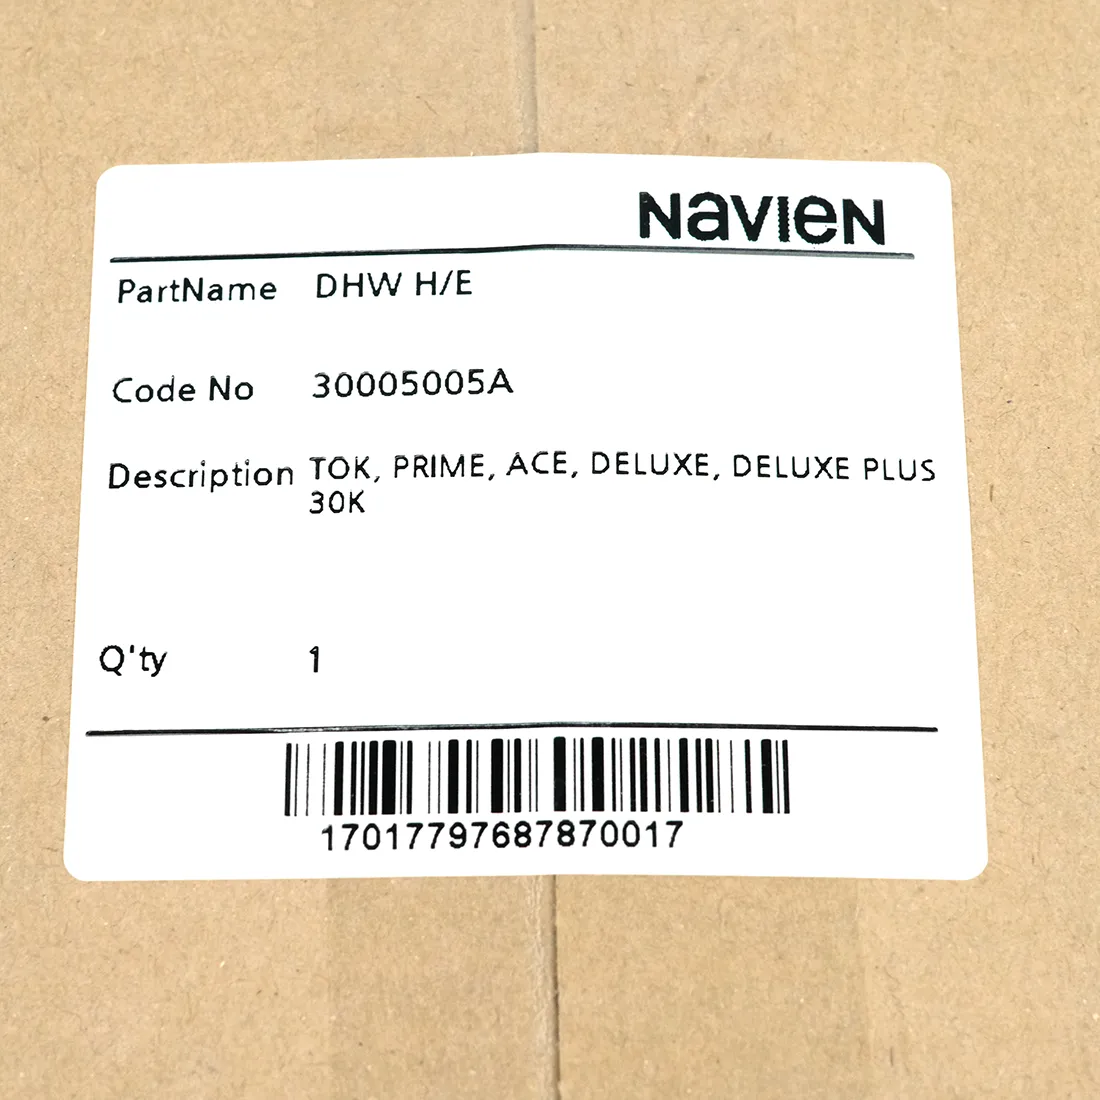 NAVIEN
PartName DHW H/E
Code No 30005005A
Description TOK, PRIME, ACE, DELUXE, DELUXE PLUS
30K
Q'ty 1
17017797687870017